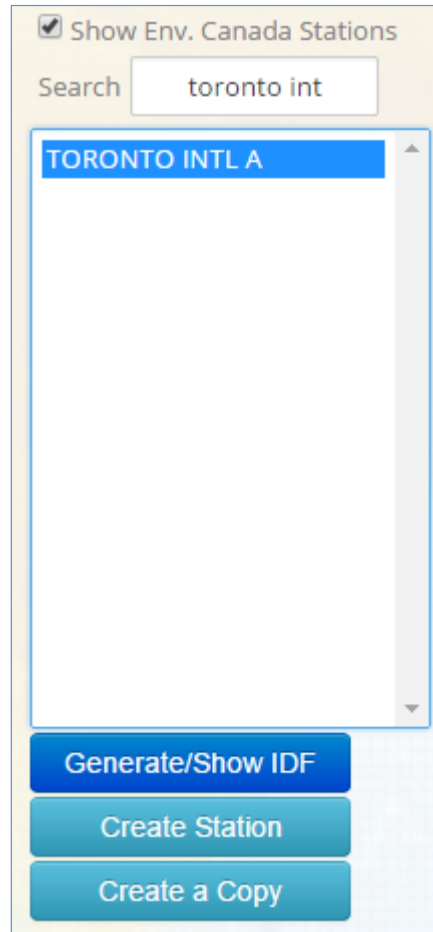 Show Env. Canada Stations
Search toronto int
TORONTO INTL A
Generate/Show IDF
Create Station
Create a Copy